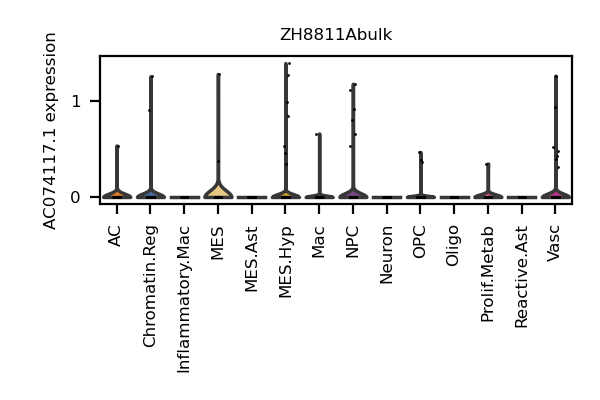 ZH8811Abulk
AC074117.1 expression
1
0
AC
Chromatin.Reg
Inflammatory.Mac
MES
MES.Ast
MES.Hyp
Mac
NPC
Neuron
OPC
Oligo
Prolif.Metab
Reactive.Ast
Vasc